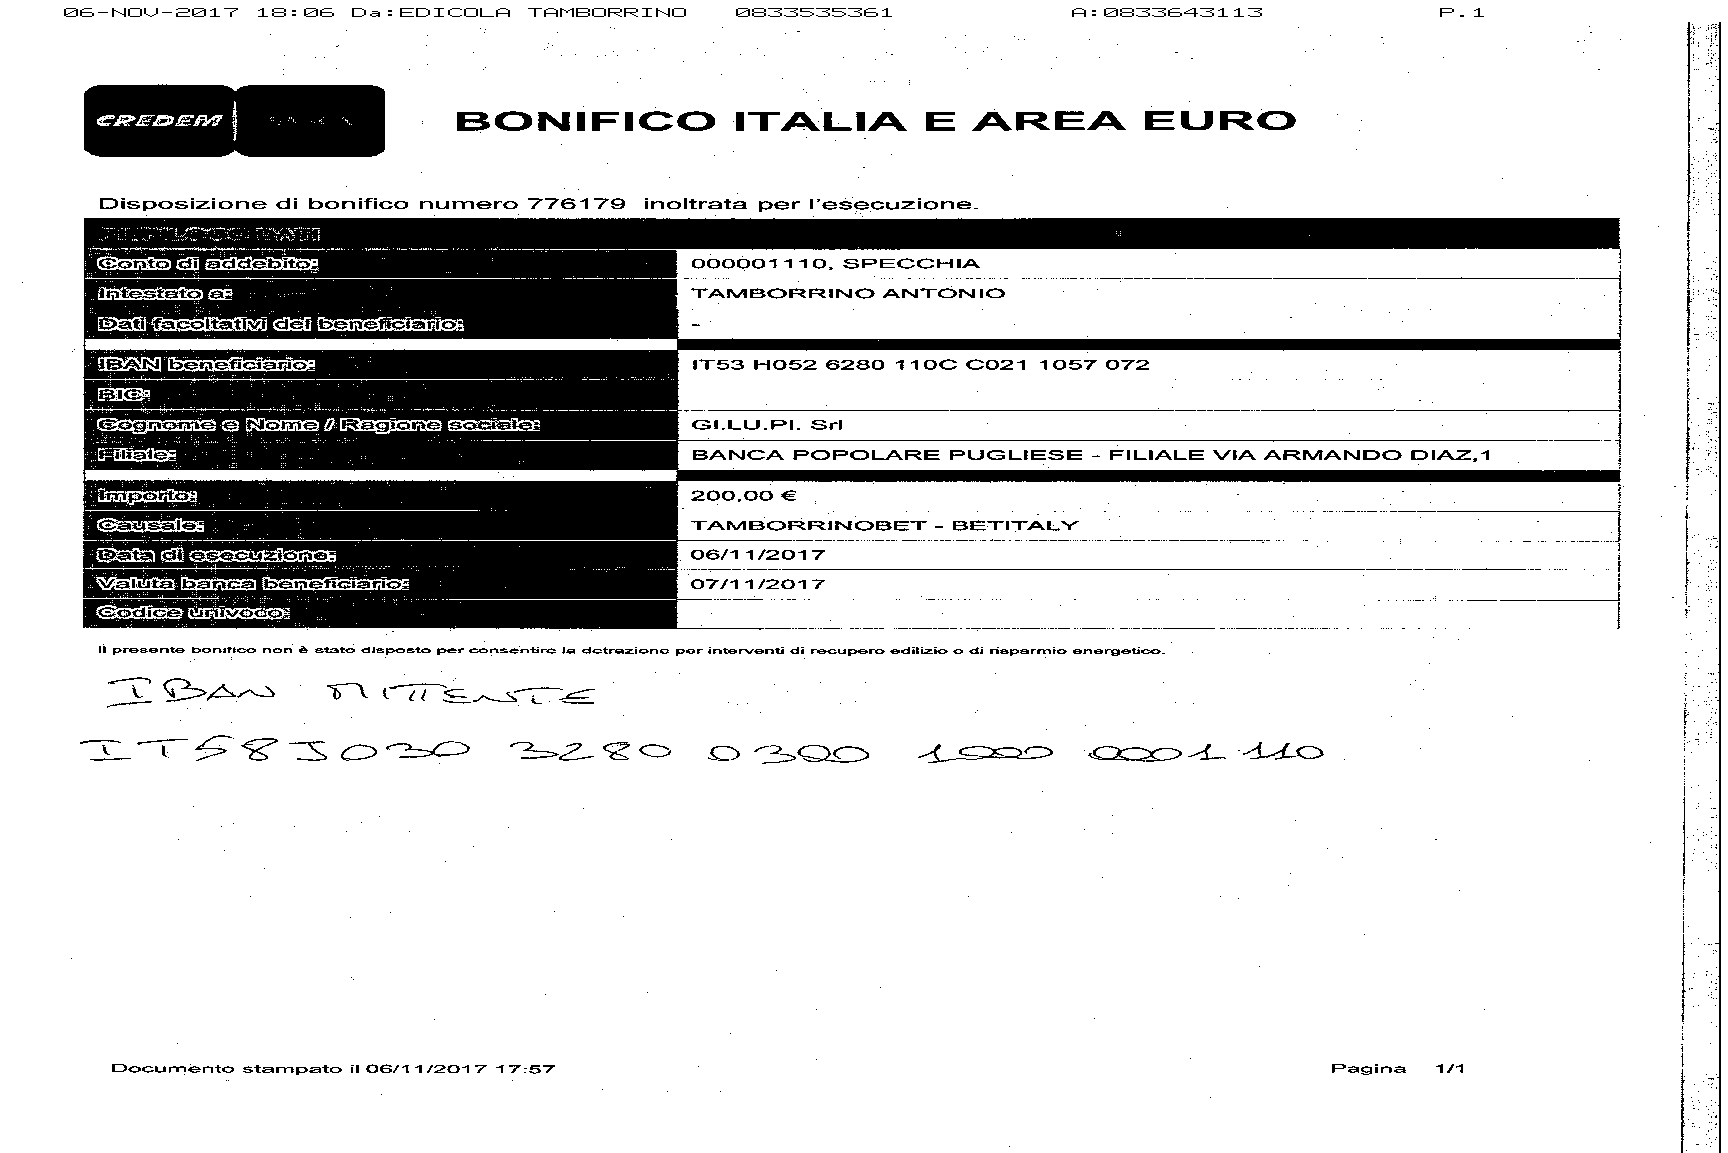 06-NOV-2017 18:06 Da:EDICOLA TAMBORRINO 0833535361 A:0833643113 P.1
CREDEM BONIFICO ITALIA E AREA EURO
Disposizione di bonifico numero 776179 inoltrata per l'esecuzione.
Conto di addebito: 000001110, SPECCHIA
Intestato a: TAMBORRINO ANTONIO
Dati facoltativi del beneficiario: -
IBAN beneficiario: IT53 H052 6280 110C C021 1057 072
BIC:
Cognome e Nome / Ragione sociale: GI.LU.PI. Srl
Filiale: BANCA POPOLARE PUGLIESE - FILIALE VIA ARMANDO DIAZ,1
Importo: 200,00 €
Causale: TAMBORRINOBET - BETITALY
Data di esecuzione: 06/11/2017
Valuta banca beneficiario: 07/11/2017
Codice univoco:
Il presente bonifico non è stato disposto per consentire la detrazione per interventi di recupero edilizio o di risparmio energetico.
IBAN MITTENTE
IT58J030 3280 0300 1000 0001110
Documento stampato il 06/11/2017 17:57 Pagina 1/1